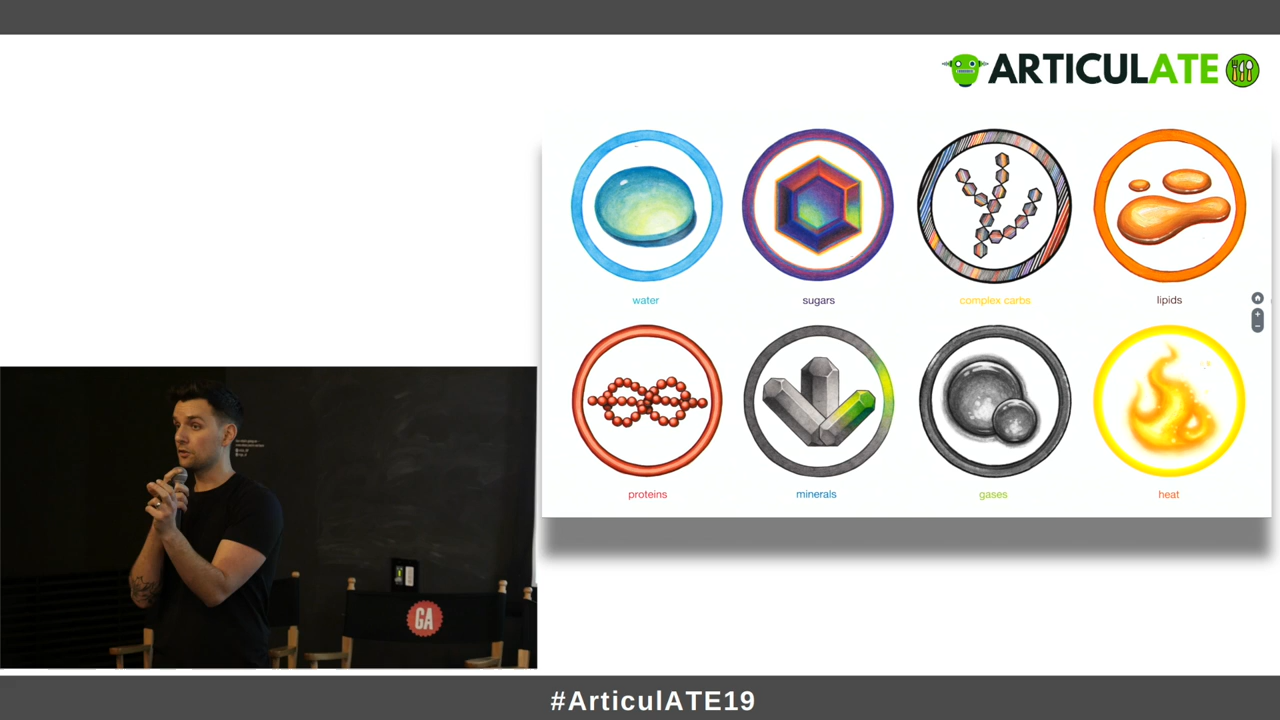 ARTICULATE
water
sugars
complex carbs
lipids
proteins
minerals
gases
heat
GA
#ArticulATE19